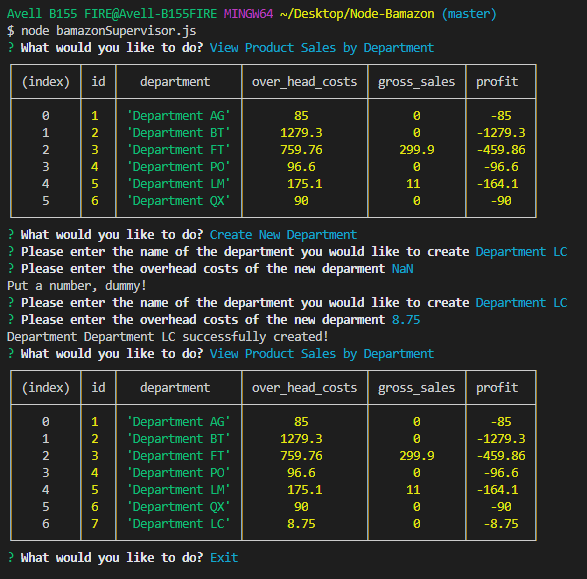 Avell B155 FIRE@Avell-B155FIRE MINGW64 ~/Desktop/Node-Bamazon (master)
$ node bamazonSupervisor.js
? What would you like to do? View Product Sales by Department
(index) id department over_head_costs gross_sales profit
0 1 'Department AG' 85 0 -85
1 2 'Department BT' 1279.3 0 -1279.3
2 3 'Department FT' 759.76 299.9 -459.86
3 4 'Department PO' 96.6 0 -96.6
4 5 'Department LM' 175.1 11 -164.1
5 6 'Department QX' 90 0 -90
? What would you like to do? Create New Department
? Please enter the name of the department you would like to create Department LC
? Please enter the overhead costs of the new deparment NaN
Put a number, dummy!
? Please enter the name of the department you would like to create Department LC
? Please enter the overhead costs of the new deparment 8.75
Department Department LC successfully created!
? What would you like to do? View Product Sales by Department
(index) id department over_head_costs gross_sales profit
0 1 'Department AG' 85 0 -85
1 2 'Department BT' 1279.3 0 -1279.3
2 3 'Department FT' 759.76 299.9 -459.86
3 4 'Department PO' 96.6 0 -96.6
4 5 'Department LM' 175.1 11 -164.1
5 6 'Department QX' 90 0 -90
6 7 'Department LC' 8.75 0 -8.75
? What would you like to do? Exit